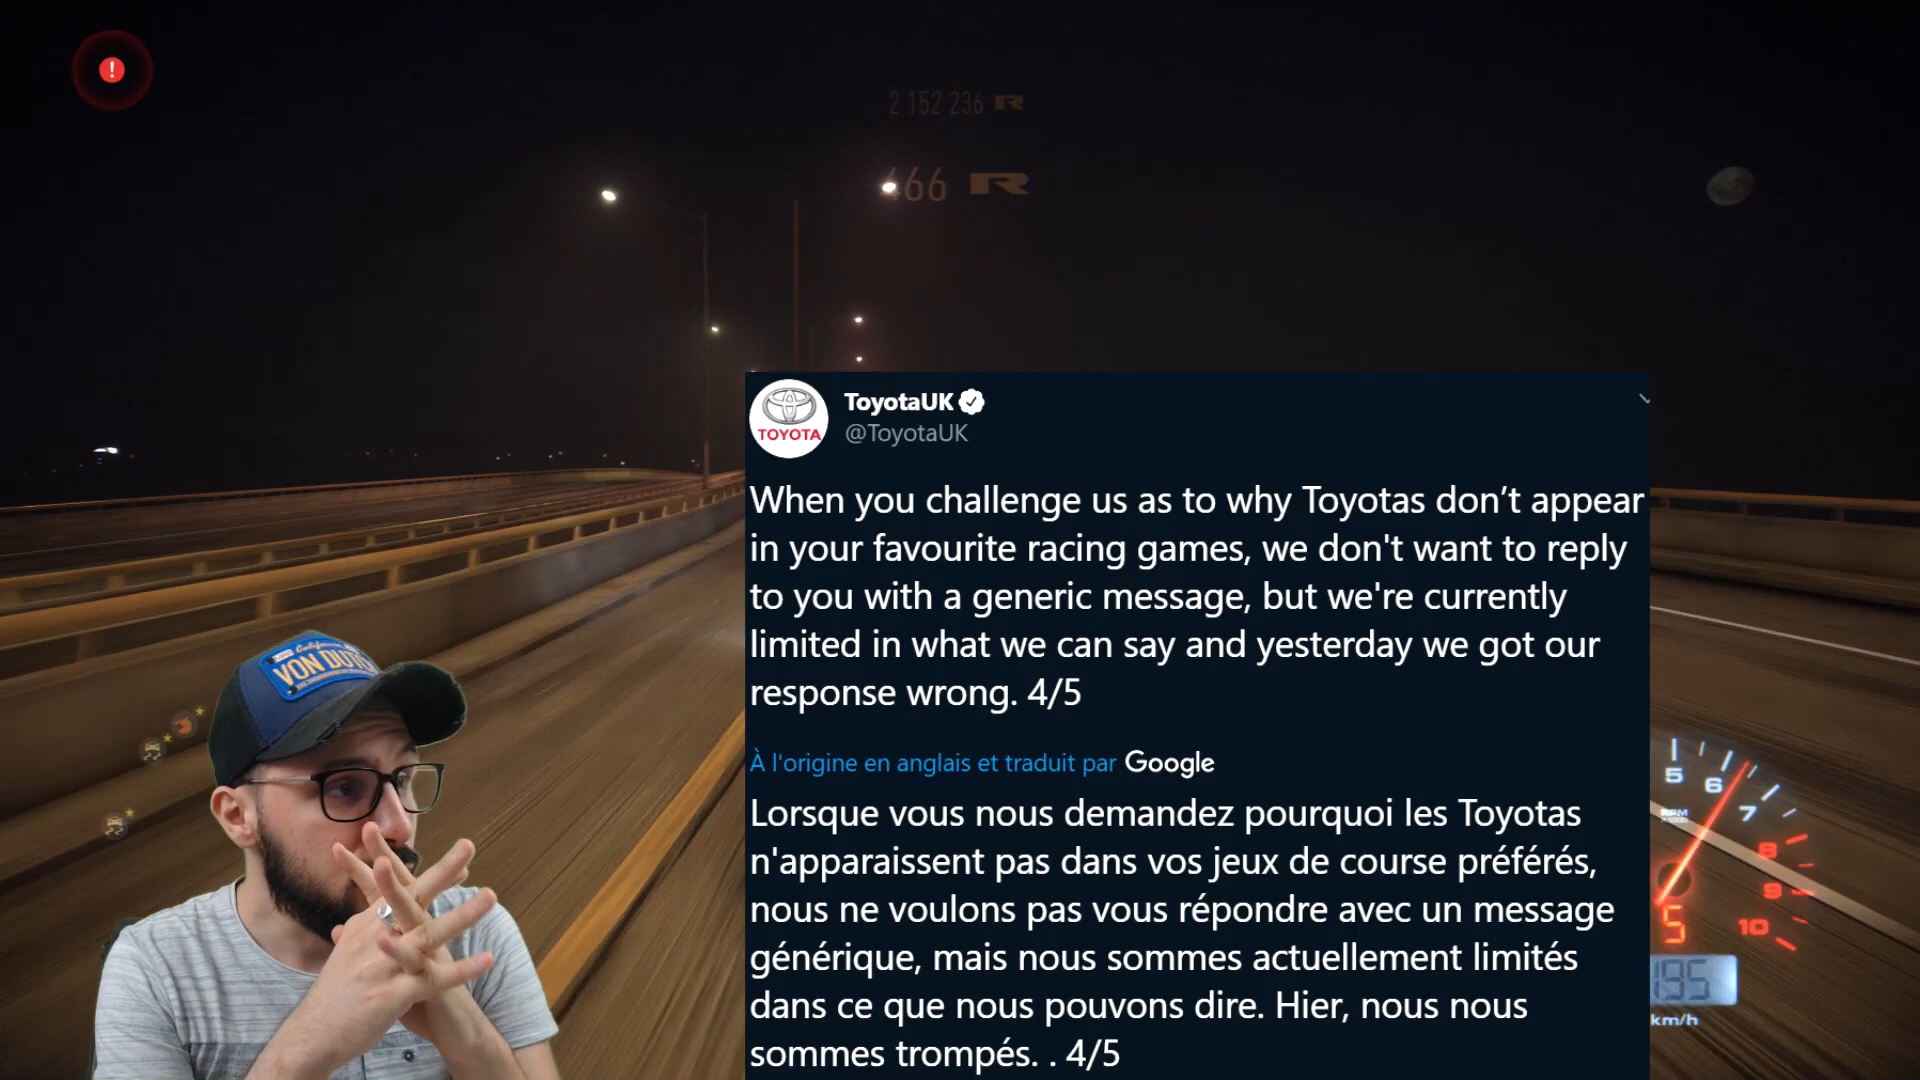 2 152 236
466
TOYOTA
ToyotaUK
@ToyotaUK
When you challenge us as to why Toyotas don’t appear
in your favourite racing games, we don't want to reply
to you with a generic message, but we're currently
limited in what we can say and yesterday we got our
response wrong. 4/5
À l'origine en anglais et traduit par Google
Lorsque vous nous demandez pourquoi les Toyotas
n'apparaissent pas dans vos jeux de course préférés,
nous ne voulons pas vous répondre avec un message
générique, mais nous sommes actuellement limités
dans ce que nous pouvons dire. Hier, nous nous
sommes trompés. . 4/5
California
VON DUTCH
5
6
7
RPM
8
9
10
5
195
km/h